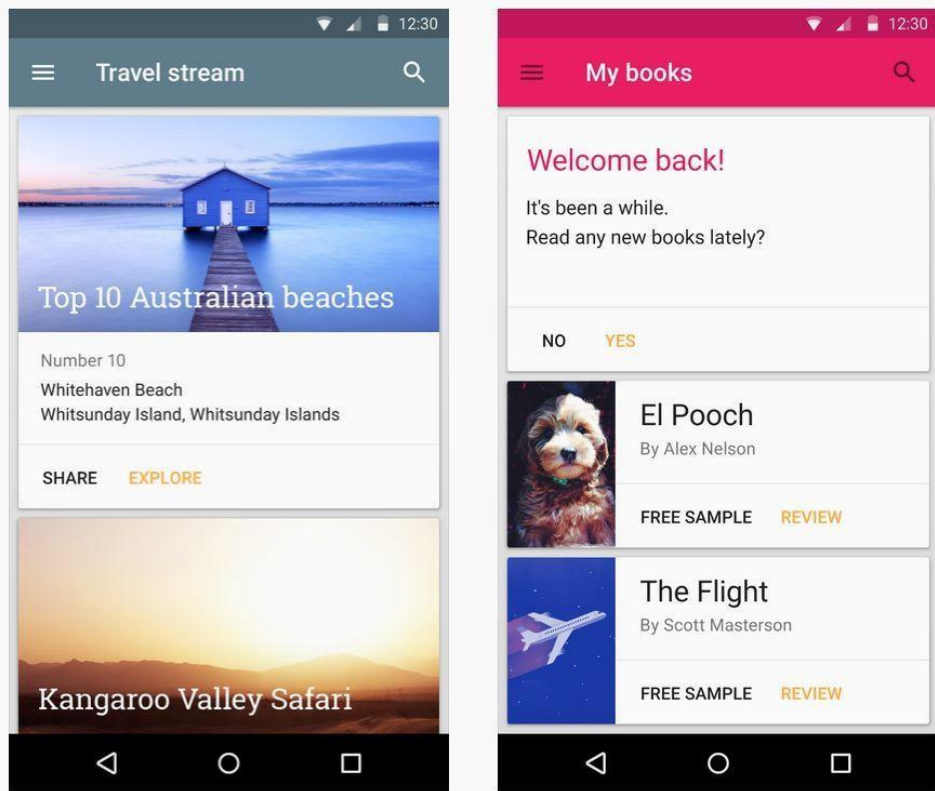 12:30
Travel stream
Top 10 Australian beaches
Number 10
Whitehaven Beach
Whitsunday Island, Whitsunday Islands
SHARE EXPLORE
Kangaroo Valley Safari
12:30
My books
Welcome back!
It's been a while.
Read any new books lately?
NO YES
El Pooch
By Alex Nelson
FREE SAMPLE REVIEW
The Flight
By Scott Masterson
FREE SAMPLE REVIEW